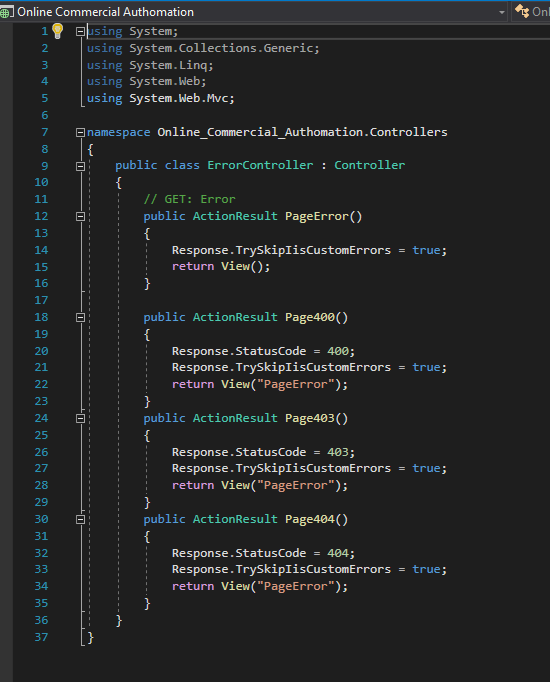 Online Commercial Authomation
Onl
1 using System;
2 using System.Collections.Generic;
3 using System.Linq;
4 using System.Web;
5 using System.Web.Mvc;
6
7 namespace Online_Commercial_Authomation.Controllers
8 {
9 public class ErrorController : Controller
10 {
11 // GET: Error
12 public ActionResult PageError()
13 {
14 Response.TrySkipIisCustomErrors = true;
15 return View();
16 }
17
18 public ActionResult Page400()
19 {
20 Response.StatusCode = 400;
21 Response.TrySkipIisCustomErrors = true;
22 return View("PageError");
23 }
24 public ActionResult Page403()
25 {
26 Response.StatusCode = 403;
27 Response.TrySkipIisCustomErrors = true;
28 return View("PageError");
29 }
30 public ActionResult Page404()
31 {
32 Response.StatusCode = 404;
33 Response.TrySkipIisCustomErrors = true;
34 return View("PageError");
35 }
36 }
37 }